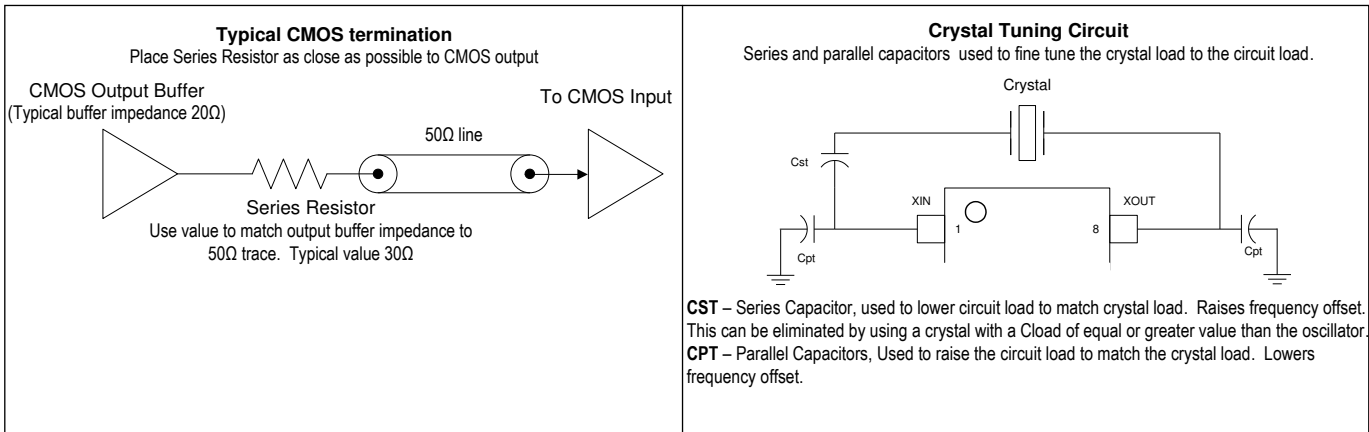 Typical CMOS termination
Place Series Resistor as close as possible to CMOS output
CMOS Output Buffer
(Typical buffer impedance 20Ω)
To CMOS Input
50Ω line
Series Resistor
Use value to match output buffer impedance to
50Ω trace. Typical value 30Ω
Crystal Tuning Circuit
Series and parallel capacitors used to fine tune the crystal load to the circuit load.
Crystal
Cst
XIN
XOUT
1
8
Cpt
Cpt
CST – Series Capacitor, used to lower circuit load to match crystal load. Raises frequency offset.
This can be eliminated by using a crystal with a Cload of equal or greater value than the oscillator.
CPT – Parallel Capacitors, Used to raise the circuit load to match the crystal load. Lowers
frequency offset.